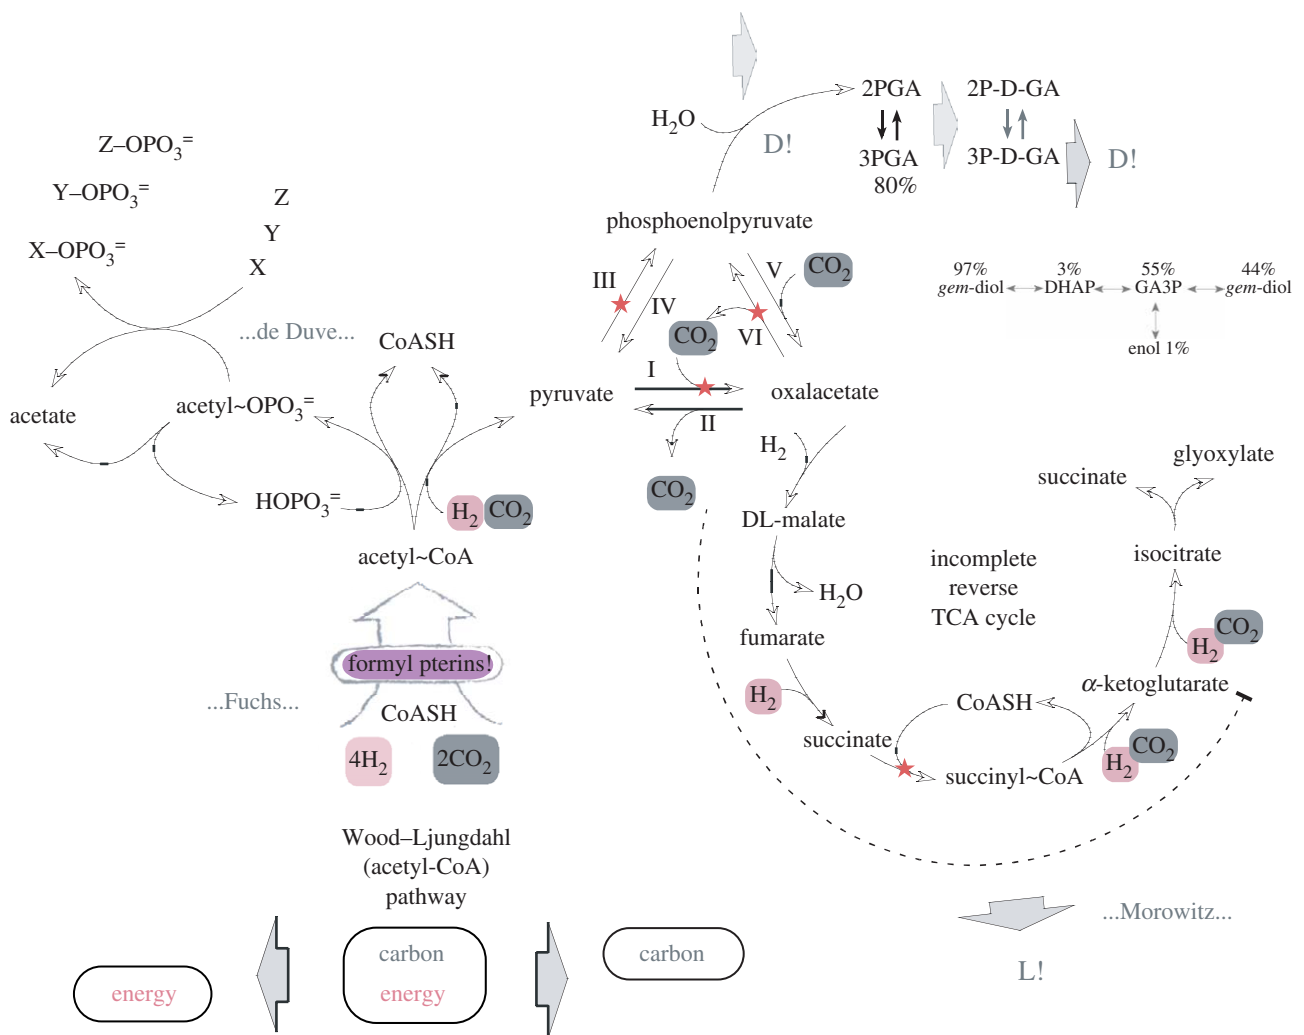 2PGA
2P-D-GA
H₂O
D!
3PGA
3P-D-GA
D!
80%
Z–OPO₃⁼
Y–OPO₃⁼
Z
X–OPO₃⁼
Y
X
phosphoenolpyruvate
III
IV
V
CO₂
97%
3%
55%
44%
gem-diol
DHAP
GA3P
gem-diol
enol 1%
...de Duve...
CoASH
CO₂
VI
I
acetate
acetyl~OPO₃⁼
pyruvate
oxalacetate
II
H₂
HOPO₃⁼
H₂
CO₂
CO₂
succinate
glyoxylate
DL-malate
acetyl~CoA
incomplete
reverse
TCA cycle
isocitrate
H₂O
fumarate
H₂
CO₂
formyl pterins!
...Fuchs...
CoASH
H₂
CoASH
α-ketoglutarate
4H₂
2CO₂
succinate
succinyl~CoA
H₂
CO₂
Wood–Ljungdahl
(acetyl-CoA)
pathway
...Morowitz...
L!
energy
carbon
energy
carbon